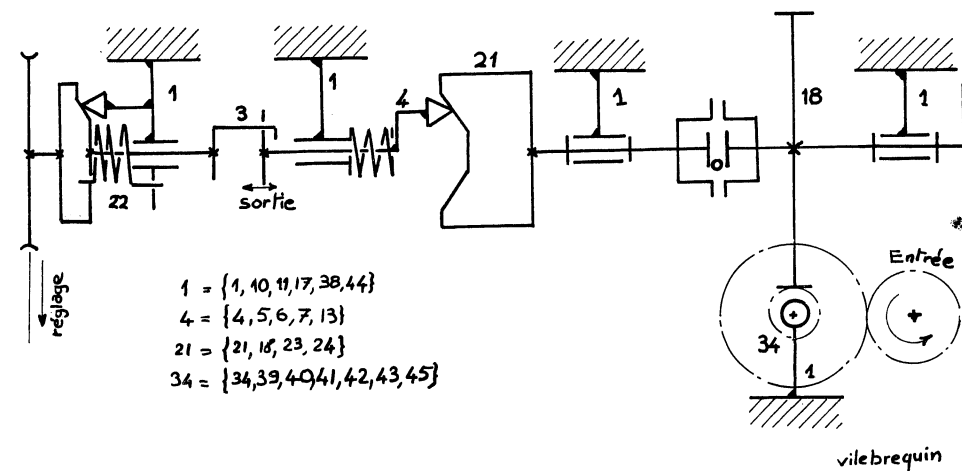 21
1
1
4
1
18
1
3
22
sortie
réglage
Entrée
1 = {1, 10, 11, 17, 38, 44}
4 = {4, 5, 6, 7, 13}
21 = {21, 18, 23, 24}
34 = {34, 39, 40, 41, 42, 43, 45}
34
1
vilebrequin